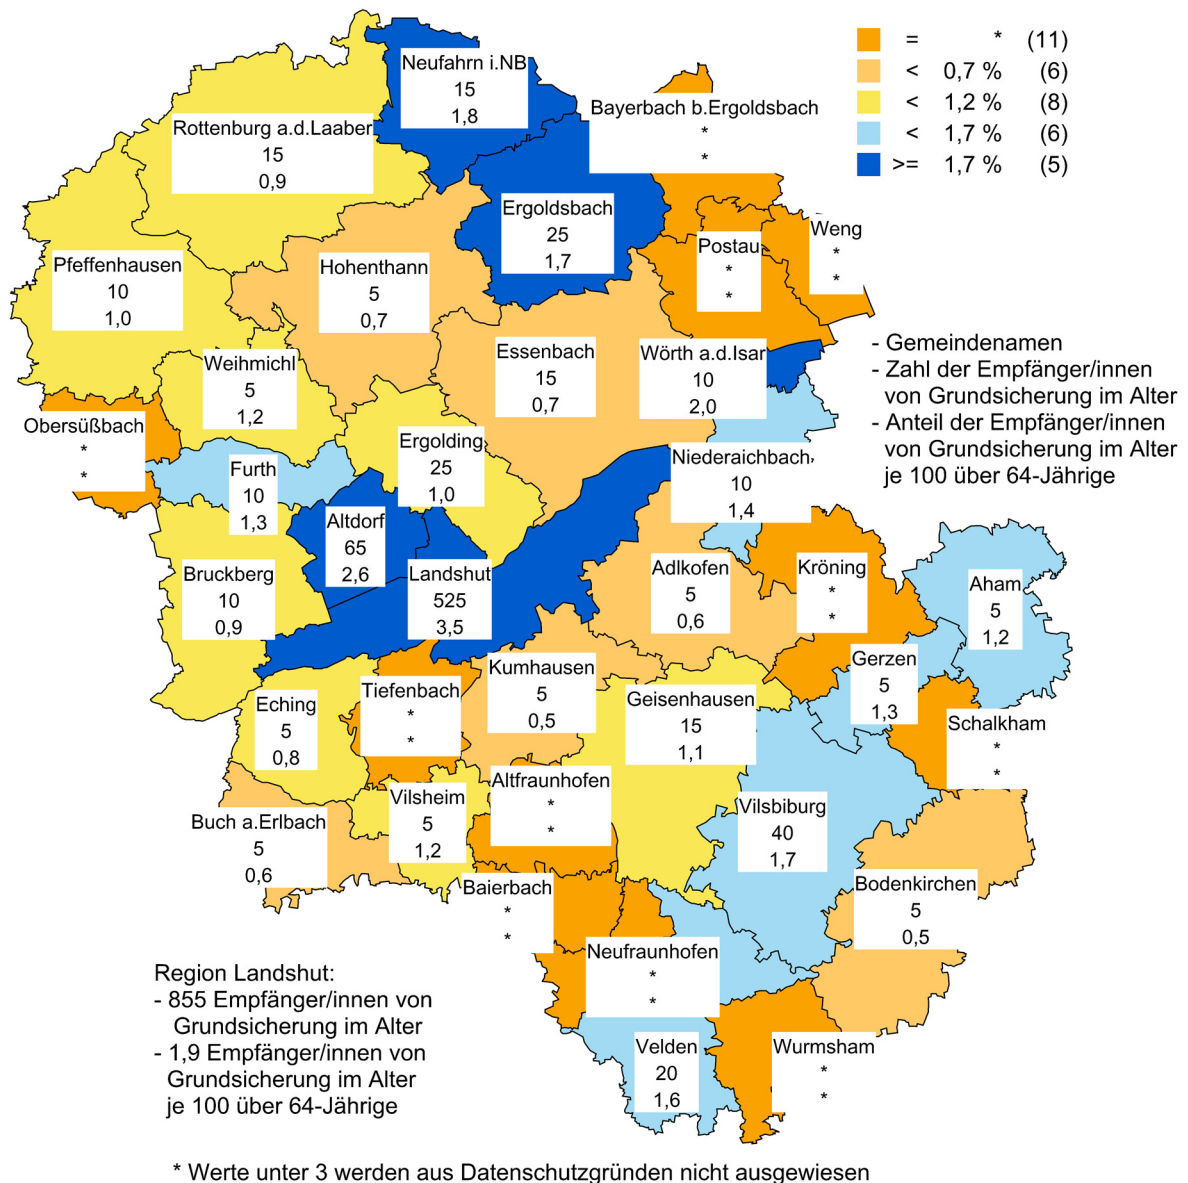 = * (11)
< 0,7 % (6)
< 1,2 % (8)
< 1,7 % (6)
>= 1,7 % (5)
Neufahrn i.NB
15
1,8
Bayerbach b.Ergoldsbach
*
*
Rottenburg a.d.Laaber
15
0,9
Ergoldsbach
25
1,7
Weng
*
*
Postau
*
*
Pfeffenhausen
10
1,0
Hohenthann
5
0,7
- Gemeindenamen
- Zahl der Empfänger/innen
von Grundsicherung im Alter
- Anteil der Empfänger/innen
von Grundsicherung im Alter
je 100 über 64-Jährige
Essenbach
15
0,7
Wörth a.d.Isar
10
2,0
Weihmichl
5
1,2
Obersüßbach
*
*
Ergolding
25
1,0
Niederaichbach
10
1,4
Furth
10
1,3
Altdorf
65
2,6
Landshut
525
3,5
Bruckberg
10
0,9
Adlkofen
5
0,6
Kröning
*
*
Aham
5
1,2
Gerzen
5
1,3
Kumhausen
5
0,5
Tiefenbach
*
*
Eching
5
0,8
Geisenhausen
15
1,1
Schalkham
*
*
Altfraunhofen
*
*
Vilsheim
5
1,2
Vilsbiburg
40
1,7
Buch a.Erlbach
5
0,6
Baierbach
*
*
Bodenkirchen
5
0,5
Neufraunhofen
*
*
Velden
20
1,6
Wurmsham
*
*
Region Landshut:
- 855 Empfänger/innen von
Grundsicherung im Alter
- 1,9 Empfänger/innen von
Grundsicherung im Alter
je 100 über 64-Jährige
* Werte unter 3 werden aus Datenschutzgründen nicht ausgewiesen